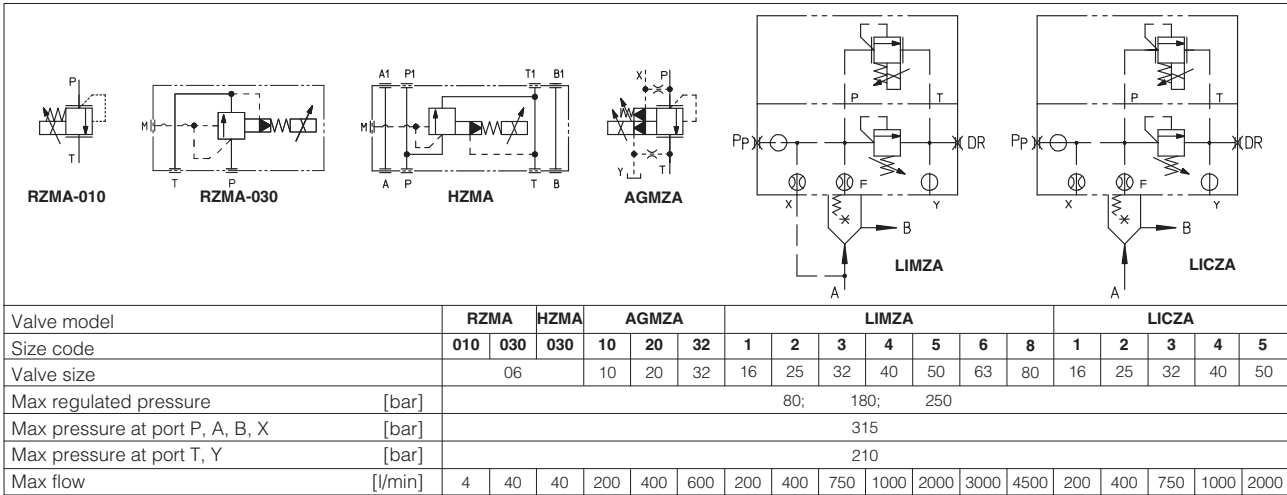 P
T
RZMA-010
M
T P
RZMA-030
A1 P1 T1 B1
M
A P T B
HZMA
X P
Y T
AGMZA
P T
PP DR
X F Y
B
A
LIMZA
P T
PP DR
X F Y
B
A
LICZA
Valve model RZMA HZMA AGMZA LIMZA LICZA
Size code 010 030 030 10 20 32 1 2 3 4 5 6 8 1 2 3 4 5
Valve size 06 10 20 32 16 25 32 40 50 63 80 16 25 32 40 50
Max regulated pressure [bar] 80; 180; 250
Max pressure at port P, A, B, X [bar] 315
Max pressure at port T, Y [bar] 210
Max flow [l/min] 4 40 40 200 400 600 200 400 750 1000 2000 3000 4500 200 400 750 1000 2000